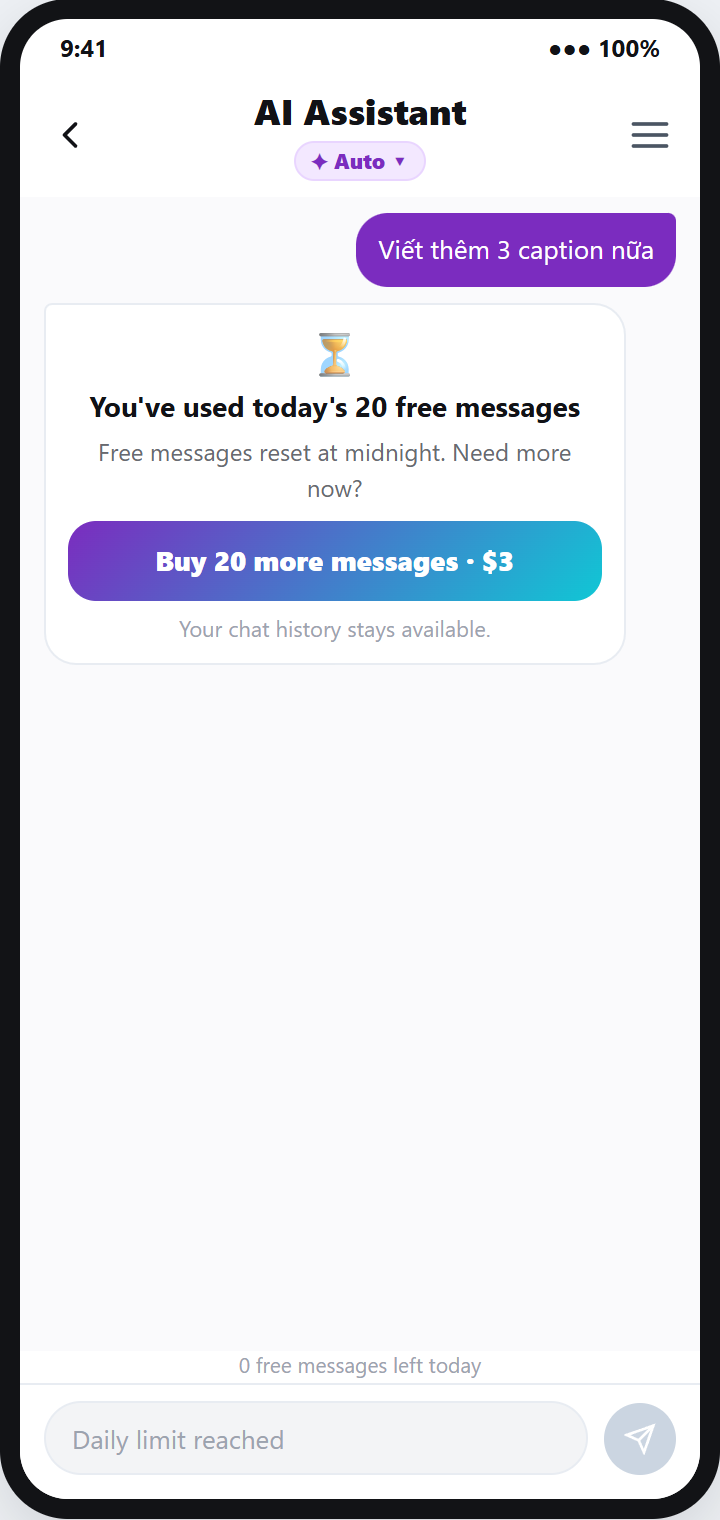 9:41
●●● 100%
AI Assistant
✦ Auto ▼
Viết thêm 3 caption nữa
You've used today's 20 free messages
Free messages reset at midnight. Need more
now?
Buy 20 more messages · $3
Your chat history stays available.
0 free messages left today
Daily limit reached